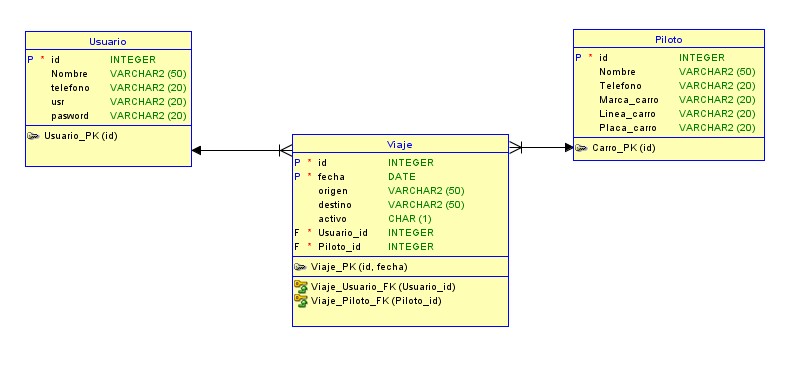 Usuario
P * id INTEGER
Nombre VARCHAR2 (50)
telefono VARCHAR2 (20)
usr VARCHAR2 (20)
pasword VARCHAR2 (20)
Usuario_PK (id)
Viaje
P * id INTEGER
P * fecha DATE
origen VARCHAR2 (50)
destino VARCHAR2 (50)
activo CHAR (1)
F * Usuario_id INTEGER
F * Piloto_id INTEGER
Viaje_PK (id, fecha)
Viaje_Usuario_FK (Usuario_id)
Viaje_Piloto_FK (Piloto_id)
Piloto
P * id INTEGER
Nombre VARCHAR2 (50)
Telefono VARCHAR2 (20)
Marca_carro VARCHAR2 (20)
Linea_carro VARCHAR2 (20)
Placa_carro VARCHAR2 (20)
Carro_PK (id)